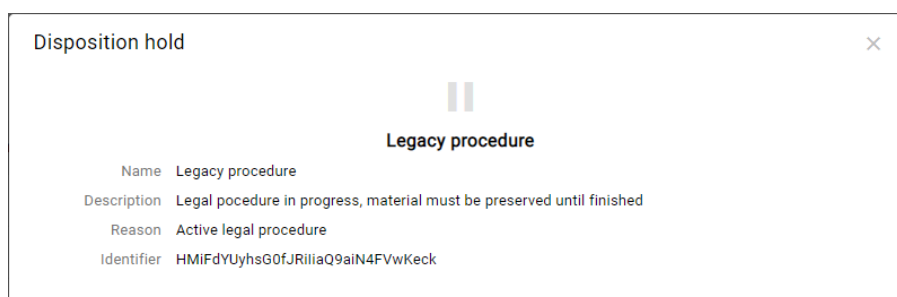 Disposition hold
Legacy procedure
Name Legacy procedure
Description Legal pocedure in progress, material must be preserved until finished
Reason Active legal procedure
Identifier HMiFdYUyhsG0fJRiIiaQ9aiN4FVwKeck